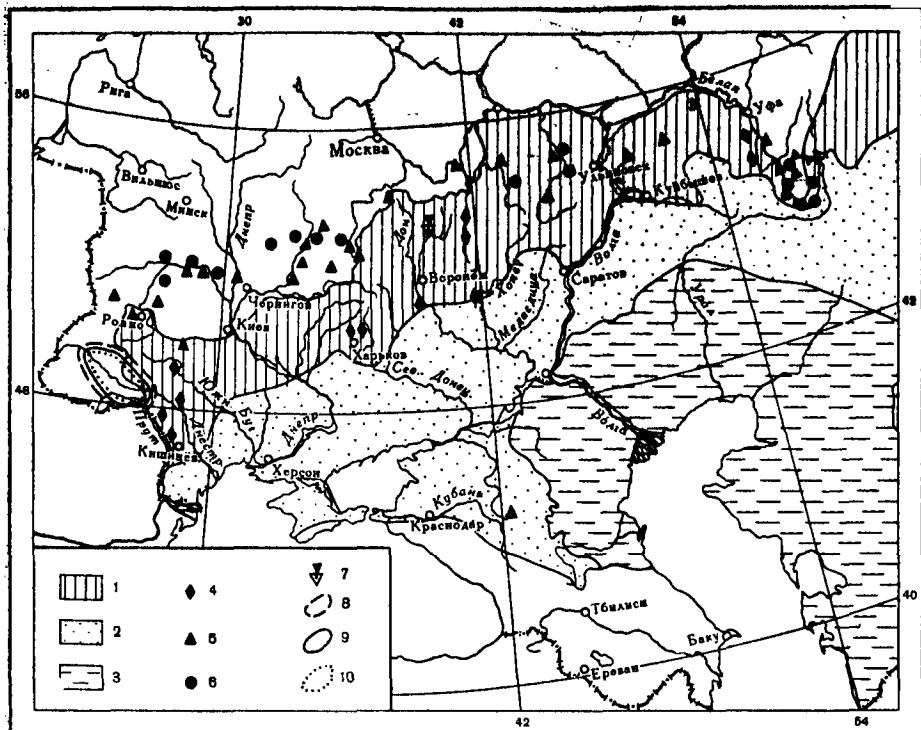 30 42 54
56
Белая
Рига
Уфа
Москва
Вильнюс
Ульяновск
Куйбышев
Минск
Днепр
Дон
Волга
Воронеж
Хопер
Саратов
Урал
Медведица
Чернигов
48
Ровно
Киев
Харьков
Сев. Донец
48
Южн. Буг
Днепр
Волга
Прут
Днестр
Кишинев
Херсон
Кубань
Краснодар
1 4 7
8
2 5 9
3 6 10
40
Тбилиси
Баку
Ереван
42 54